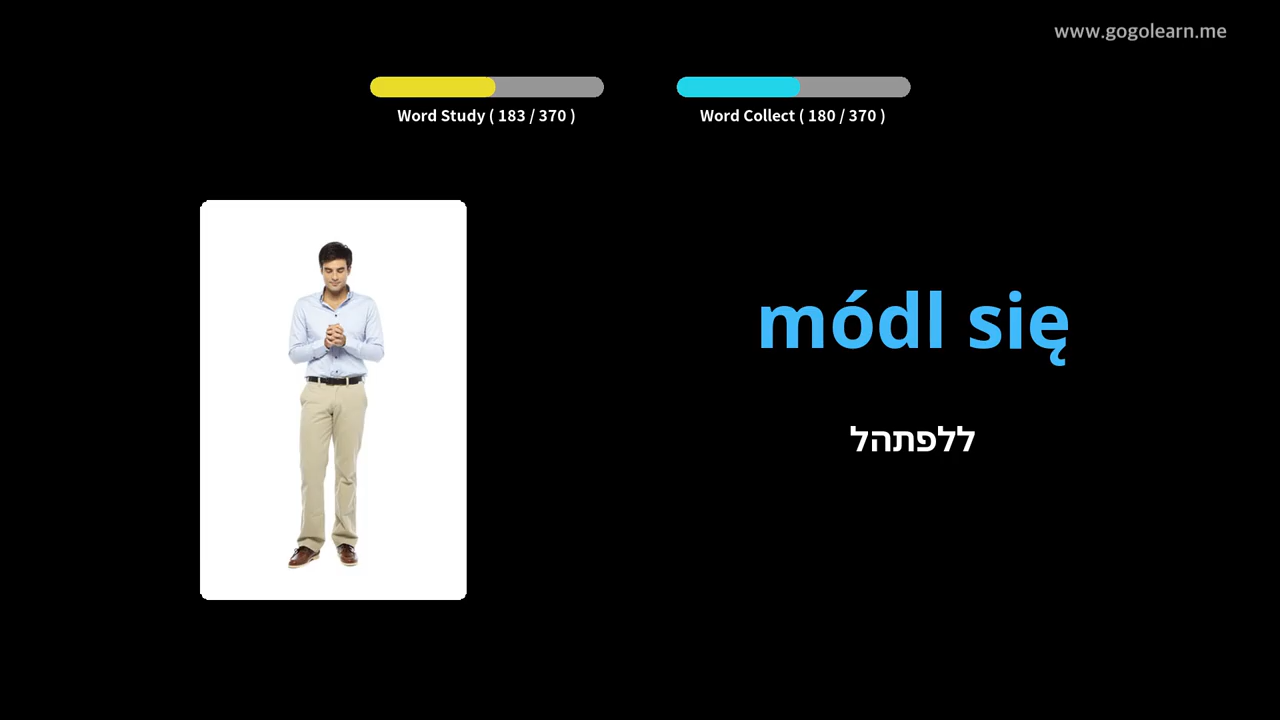 www.gogolearn.me
Word Study ( 183 / 370 )
Word Collect ( 180 / 370 )
módl się
ללפתהל